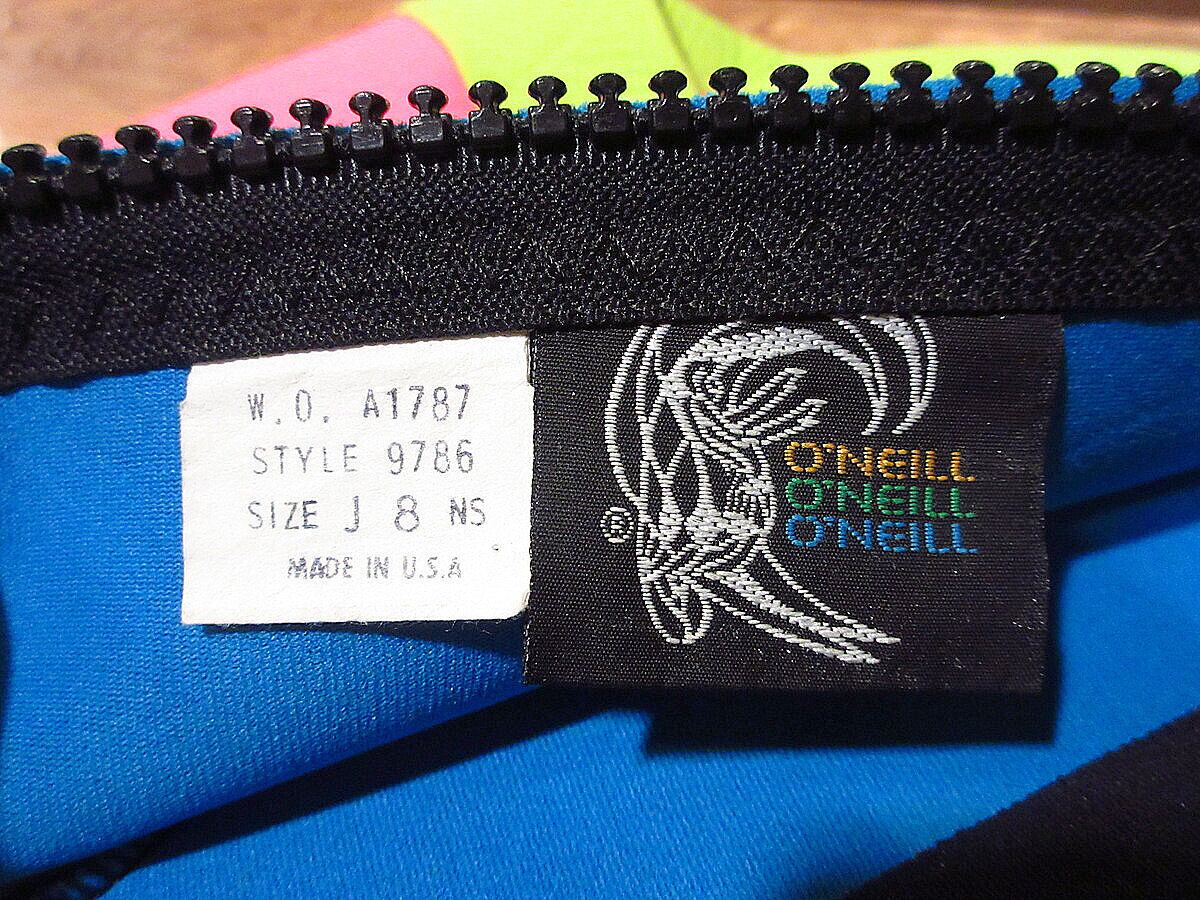 W.O. A1787
STYLE 9786
SIZE J 8 NS
MADE IN U.S.A
®
O'NEILL
O'NEILL
O'NEILL